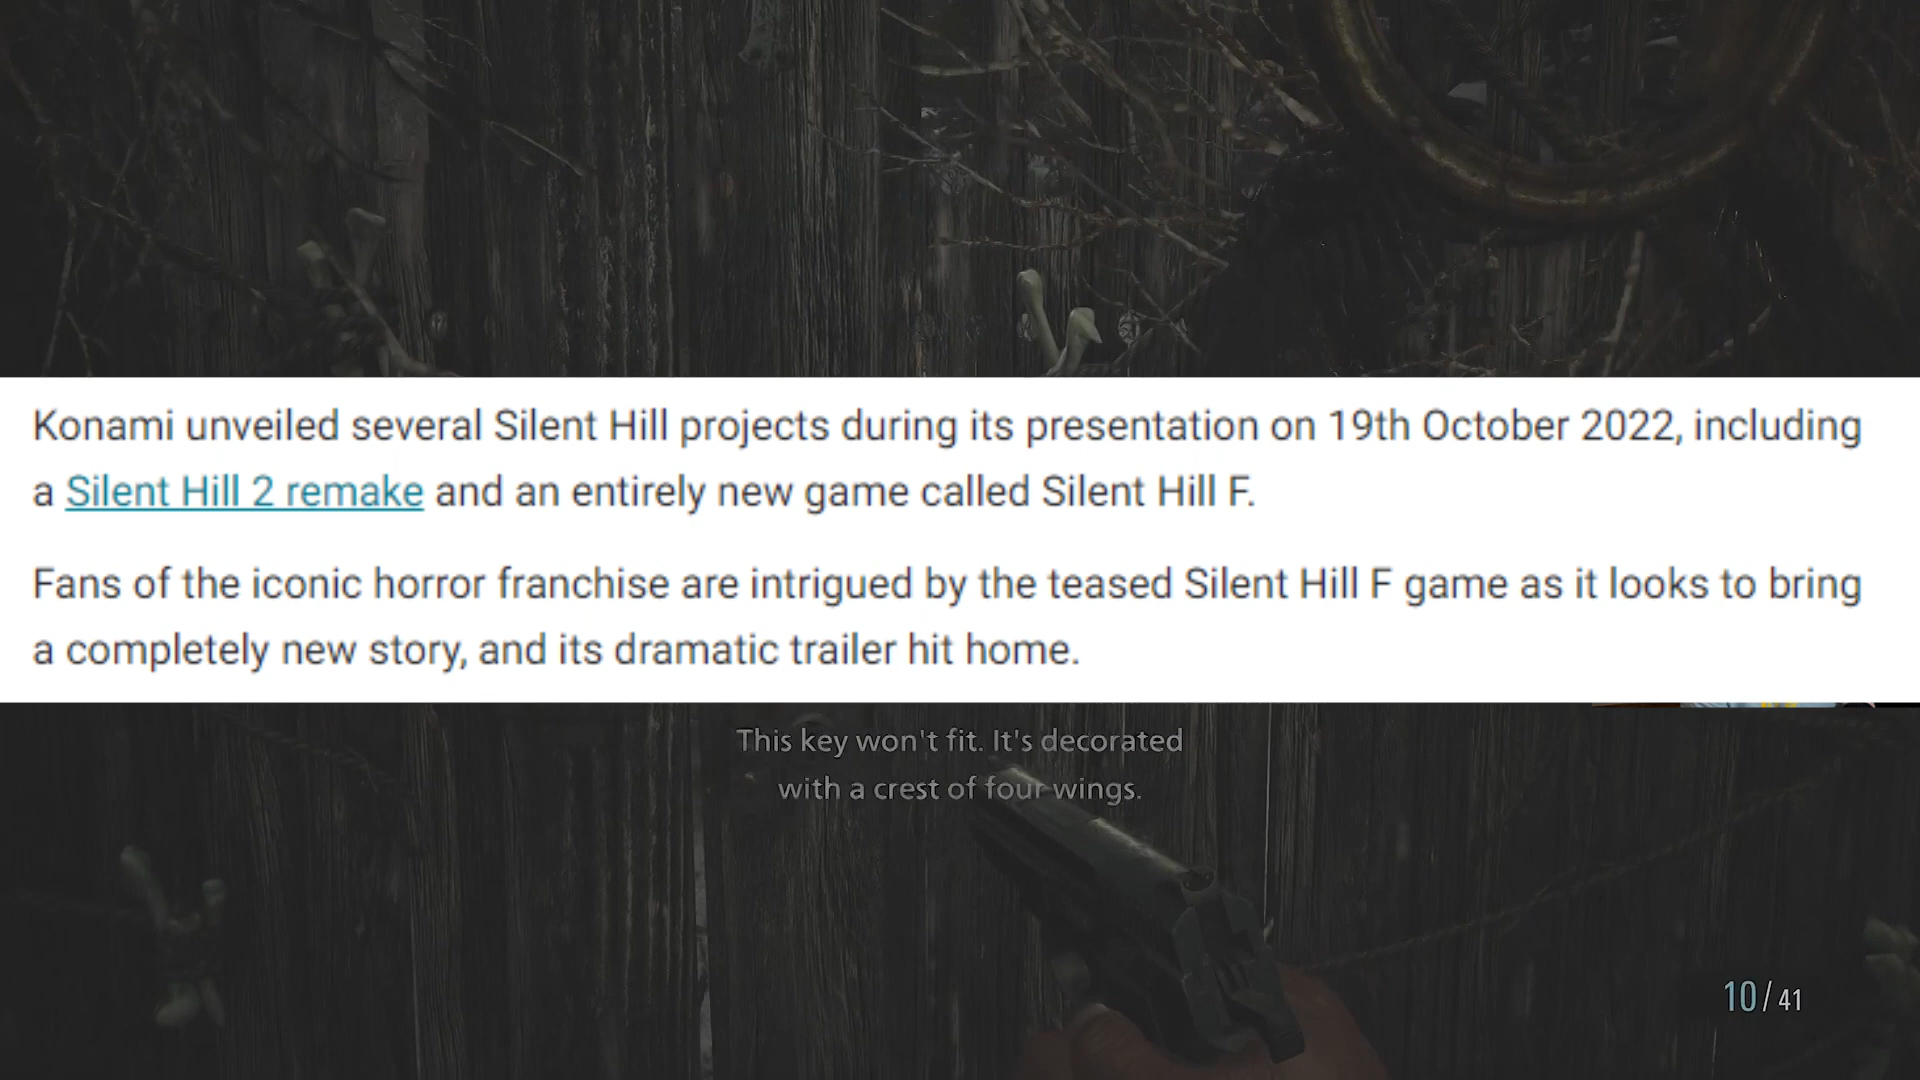 Konami unveiled several Silent Hill projects during its presentation on 19th October 2022, including
a Silent Hill 2 remake and an entirely new game called Silent Hill F.
Fans of the iconic horror franchise are intrigued by the teased Silent Hill F game as it looks to bring
a completely new story, and its dramatic trailer hit home.
This key won't fit. It's decorated
with a crest of four wings.
10/41